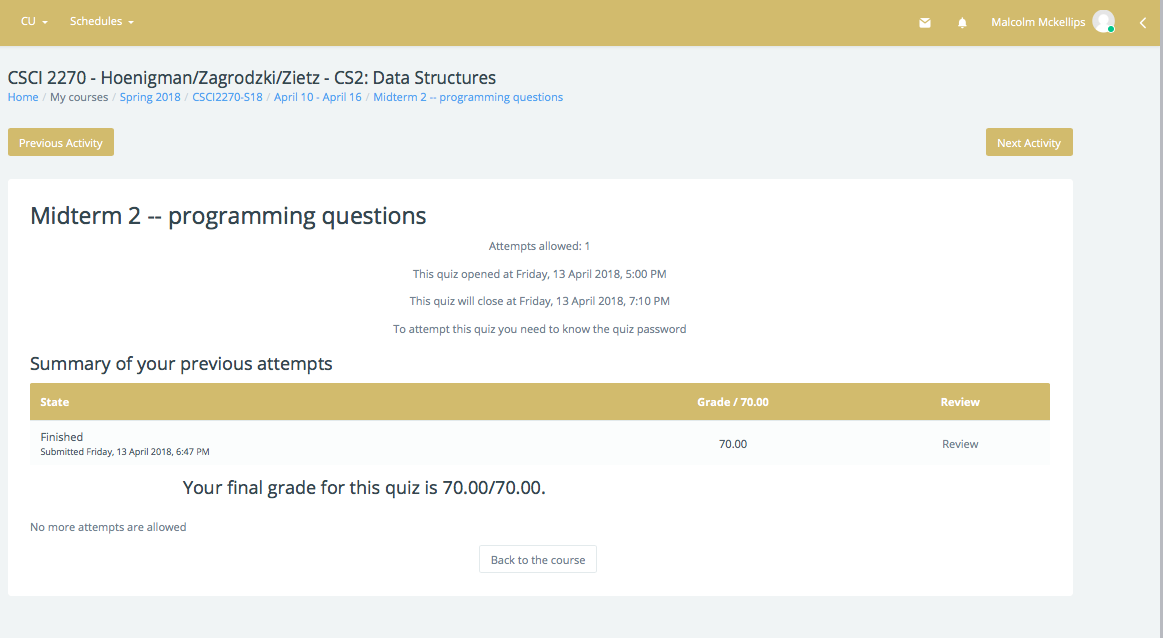 CU Schedules Malcolm Mckellips
CSCI 2270 - Hoenigman/Zagrodzki/Zietz - CS2: Data Structures
Home / My courses / Spring 2018 / CSCI2270-S18 / April 10 - April 16 / Midterm 2 -- programming questions
Previous Activity Next Activity
Midterm 2 -- programming questions
Attempts allowed: 1
This quiz opened at Friday, 13 April 2018, 5:00 PM
This quiz will close at Friday, 13 April 2018, 7:10 PM
To attempt this quiz you need to know the quiz password
Summary of your previous attempts
State Grade / 70.00 Review
Finished
Submitted Friday, 13 April 2018, 6:47 PM
70.00 Review
Your final grade for this quiz is 70.00/70.00.
No more attempts are allowed
Back to the course